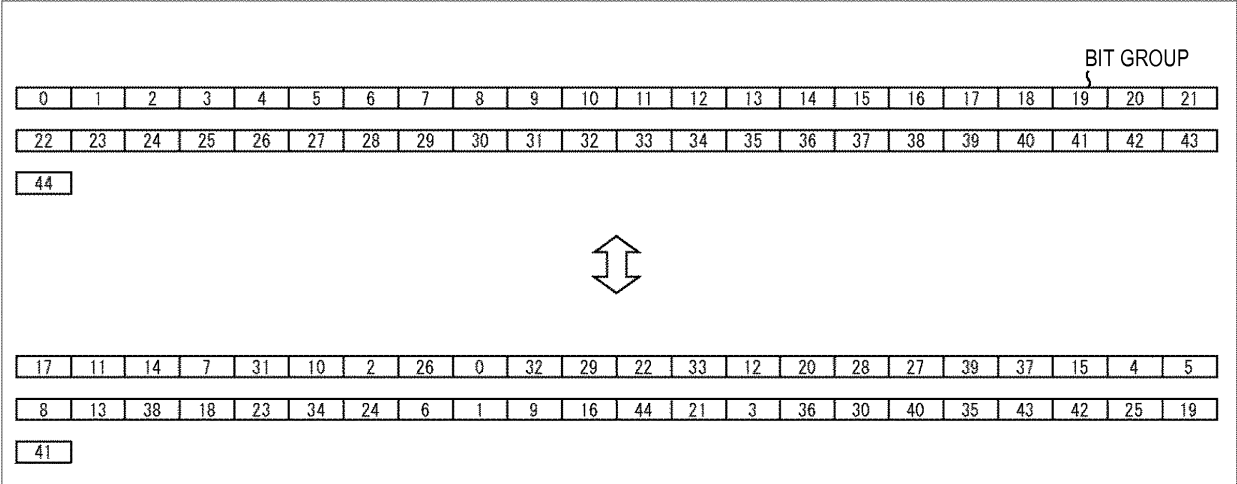 BIT GROUP
0 1 2 3 4 5 6 7 8 9 10 11 12 13 14 15 16 17 18 19 20 21
22 23 24 25 26 27 28 29 30 31 32 33 34 35 36 37 38 39 40 41 42 43
44
17 11 14 7 31 10 2 26 0 32 29 22 33 12 20 28 27 39 37 15 4 5
8 13 38 18 23 34 24 6 1 9 16 44 21 3 36 30 40 35 43 42 25 19
41